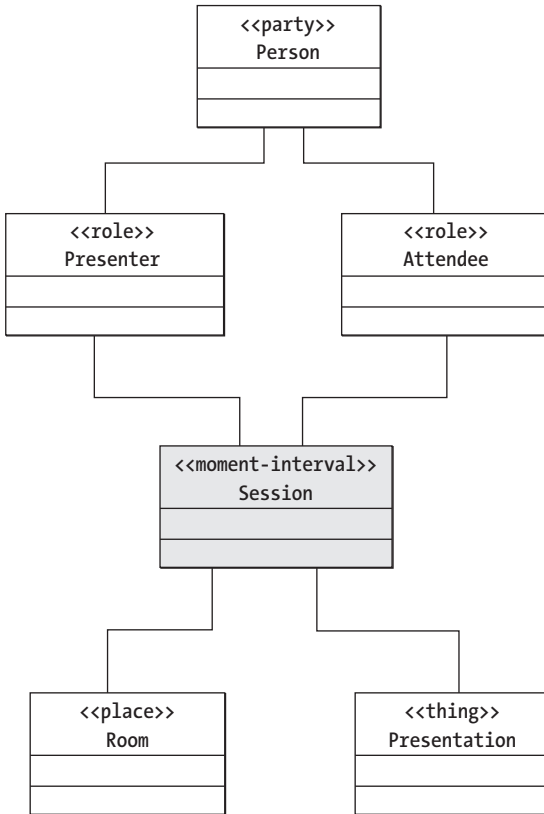 <<party>>
Person
<<role>>
Presenter
<<role>>
Attendee
<<moment-interval>>
Session
<<place>>
Room
<<thing>>
Presentation